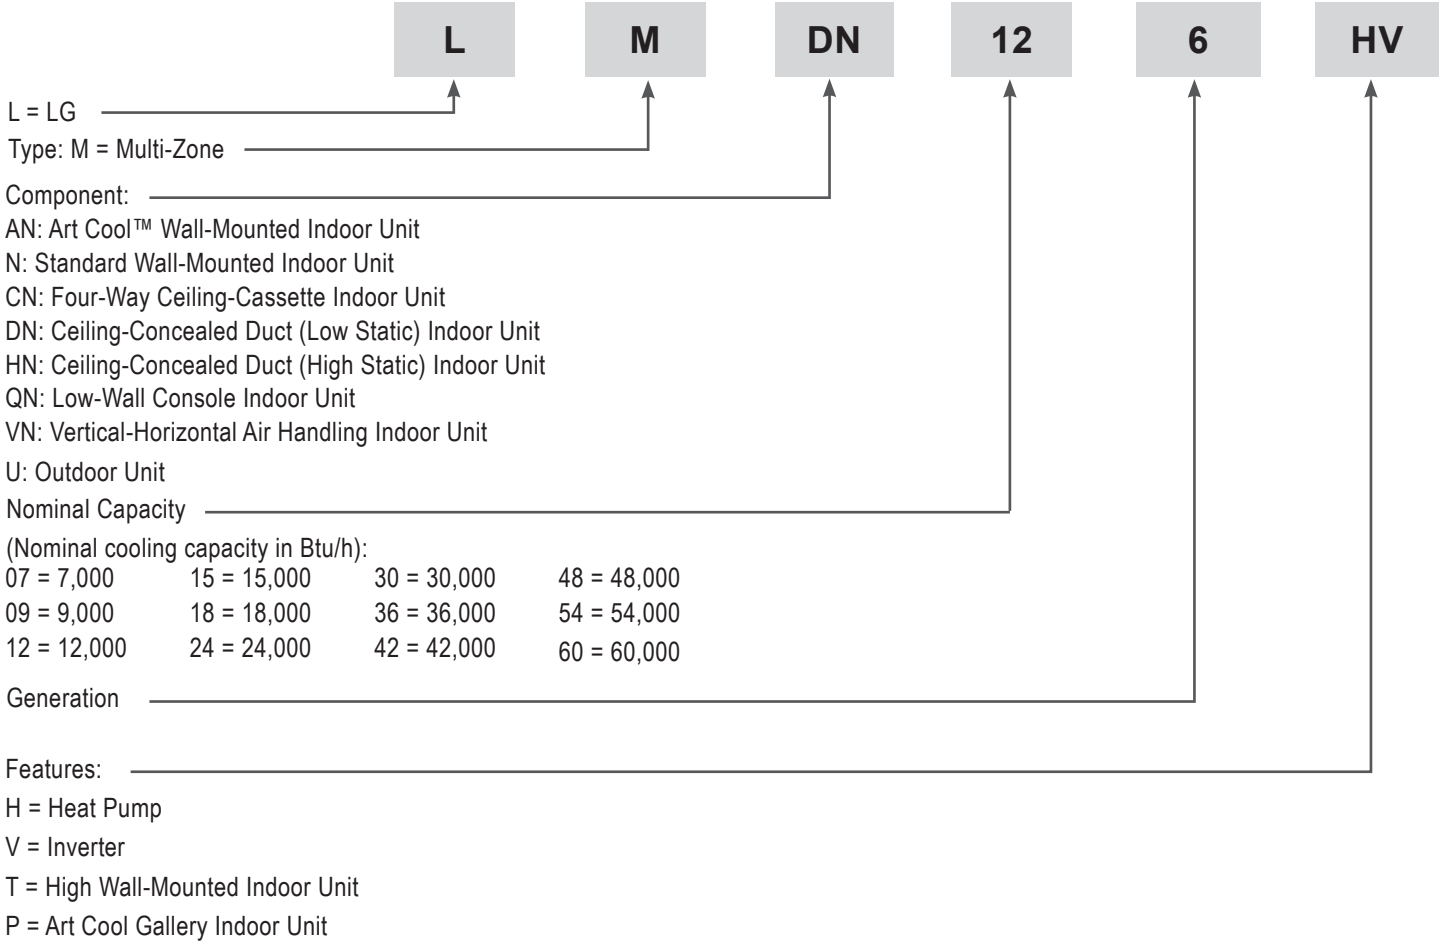 L M DN 12 6 HV
L = LG
Type: M = Multi-Zone
Component:
AN: Art Cool™ Wall-Mounted Indoor Unit
N: Standard Wall-Mounted Indoor Unit
CN: Four-Way Ceiling-Cassette Indoor Unit
DN: Ceiling-Concealed Duct (Low Static) Indoor Unit
HN: Ceiling-Concealed Duct (High Static) Indoor Unit
QN: Low-Wall Console Indoor Unit
VN: Vertical-Horizontal Air Handling Indoor Unit
U: Outdoor Unit
Nominal Capacity
(Nominal cooling capacity in Btu/h):
07 = 7,000 15 = 15,000 30 = 30,000 48 = 48,000
09 = 9,000 18 = 18,000 36 = 36,000 54 = 54,000
12 = 12,000 24 = 24,000 42 = 42,000 60 = 60,000
Generation
Features:
H = Heat Pump
V = Inverter
T = High Wall-Mounted Indoor Unit
P = Art Cool Gallery Indoor Unit